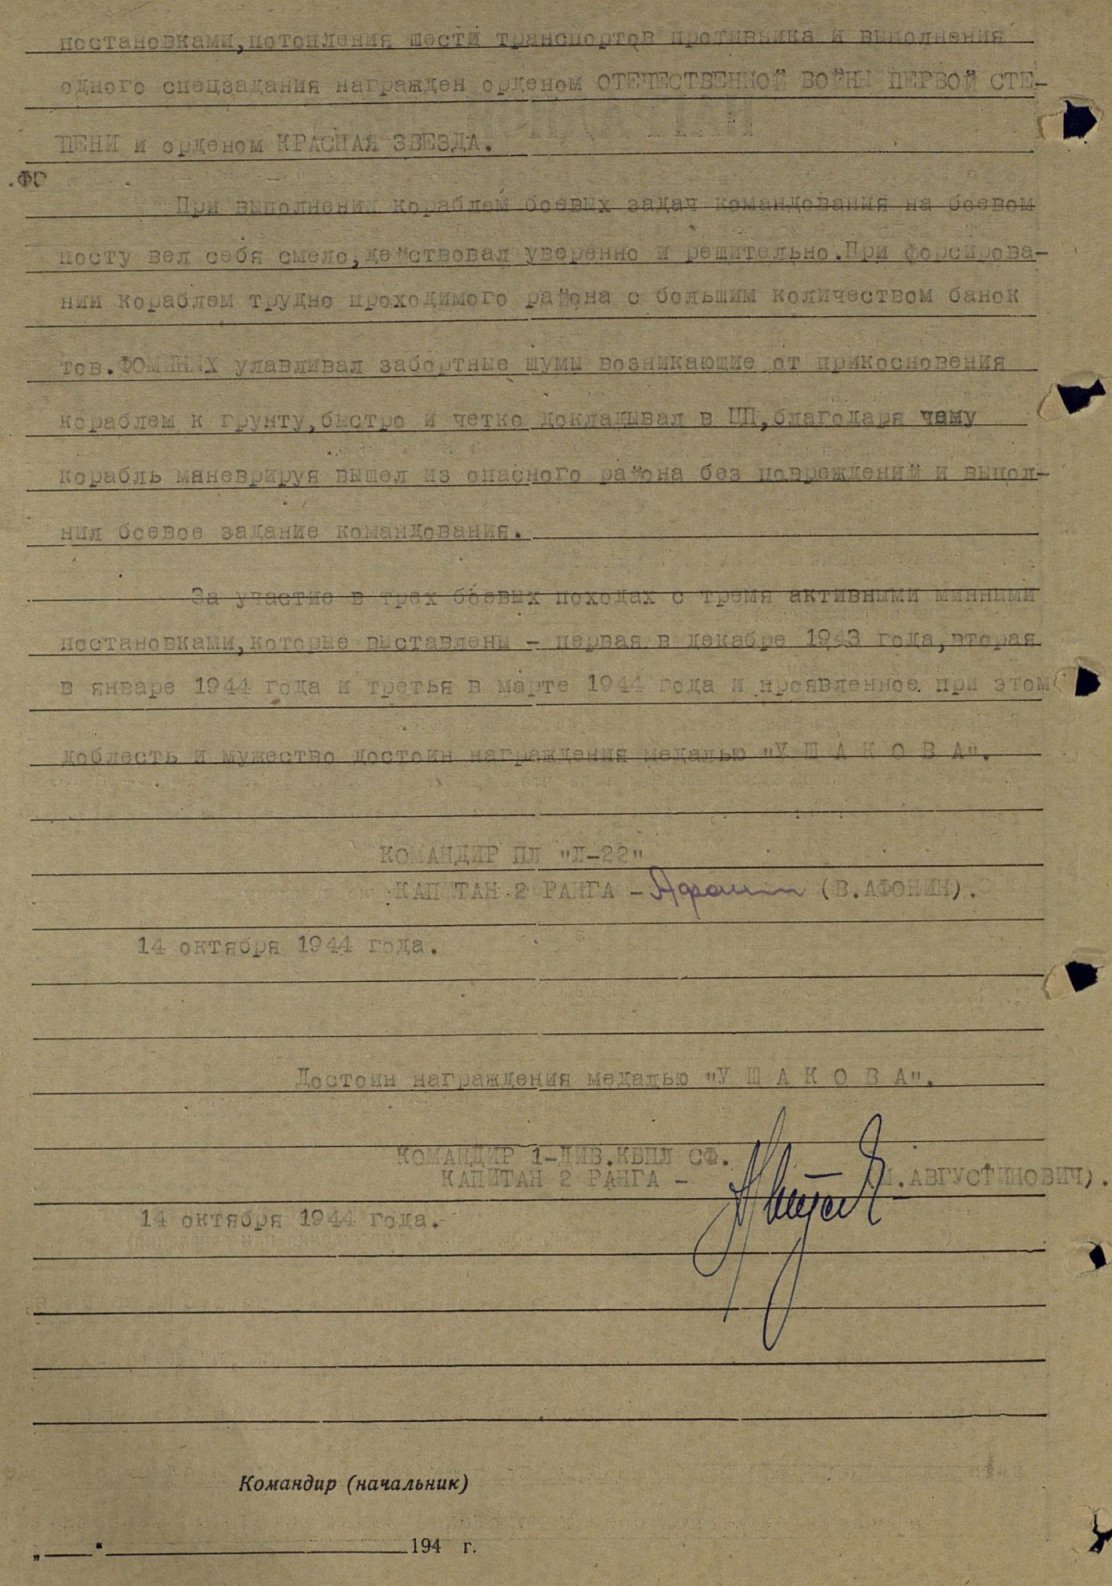 постановками,потопления шести транспортов противника и выполнения
одного спецзадания награжден орденом ОТЕЧЕСТВЕННОЙ ВОЙНЫ ПЕРВОЙ СТЕ-
ПЕНИ и орденом КРАСНАЯ ЗВЕЗДА.
.ФС
При выполнении кораблем боевых задач командования на боевом
посту вел себя смело,действовал уверенно и решительно.При форсирова-
нии кораблем трудно проходимого района с большим количеством банок
тов.ФОМИНЫХ улавливал забортные шумы возникающие от прикосновения
кораблем к грунту,быстро и четко докладывал в ЦП,благодаря чему
корабль маневрируя вышел из опасного района без повреждений и выпол-
нил боевое задание командования.
За участие в трех боевых походах с тремя активными минными
постановками,которые выставлены - первая в декабре 1943 года,вторая
в январе 1944 года и третья в марте 1944 года и проявленное при этом
доблесть и мужество достоин награждения медалью "У Ш А К О В А".
КОМАНДИР ПЛ "Л-22"
КАПИТАН 2 РАНГА - Афонин (В.АФОНИН).
14 октября 1944 года.
Достоин награждения медалью "У Ш А К О В А".
КОМАНДИР 1-ДИВ.КБПЛ СФ.
КАПИТАН 2 РАНГА - (М.АВГУСТИНОВИЧ).
14 октября 1944 года.
Командир (начальник)
„ “ 194 г.